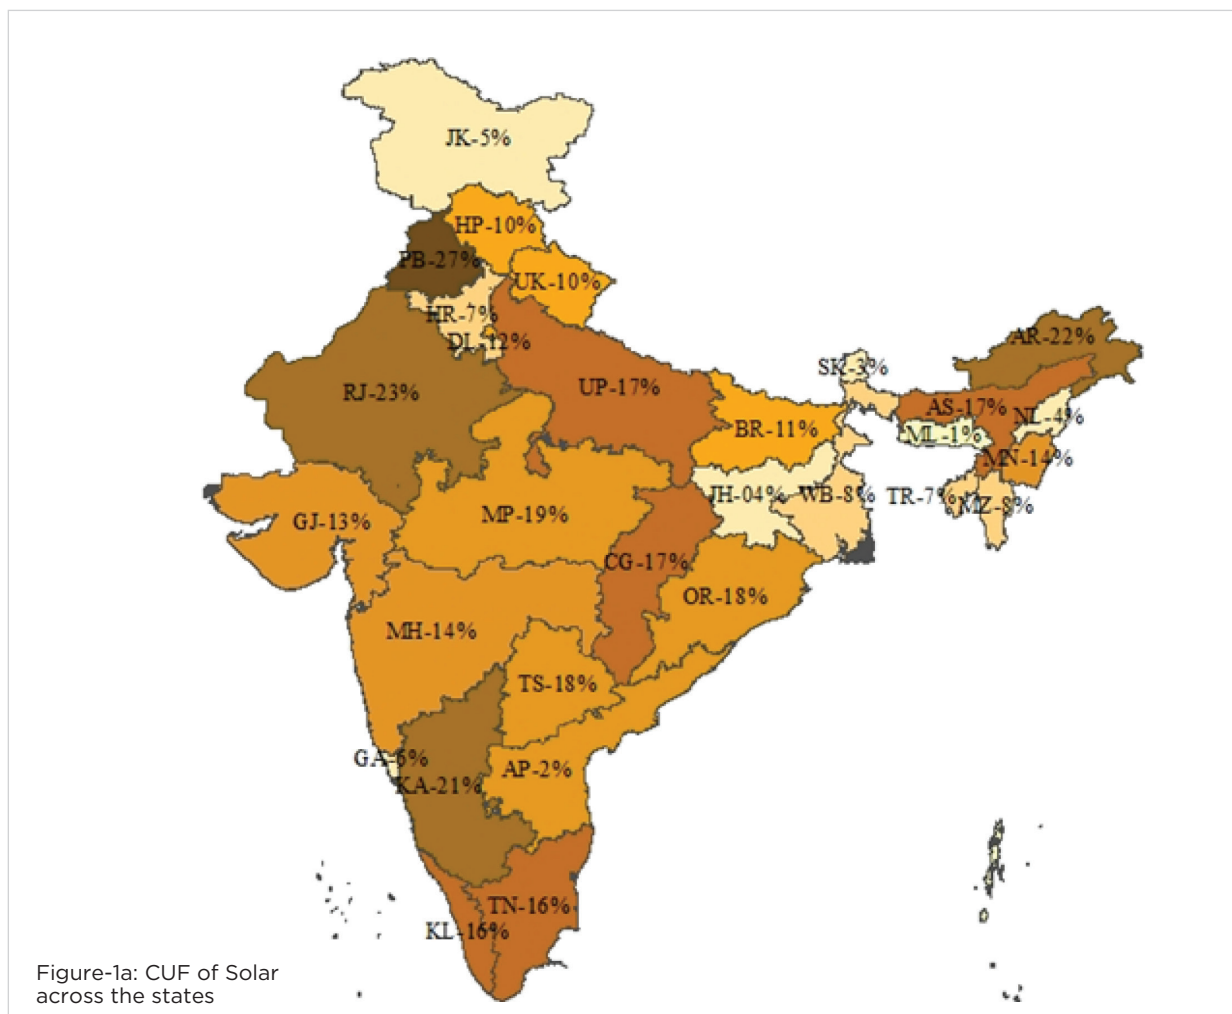 JK-5%
HP-10%
PB-27%
UK-10%
HR-7%
DL-12%
AR-22%
SK-3%
RJ-23%
UP-17%
AS-17%
NL-4%
BR-11%
ML-1%
MN-14%
JH-04%
WB-8%
TR-7%
MZ-8%
GJ-13%
MP-19%
CG-17%
OR-18%
MH-14%
TS-18%
GA-6%
KA-21%
AP-2%
TN-16%
KL-16%
Figure-1a: CUF of Solar
across the states